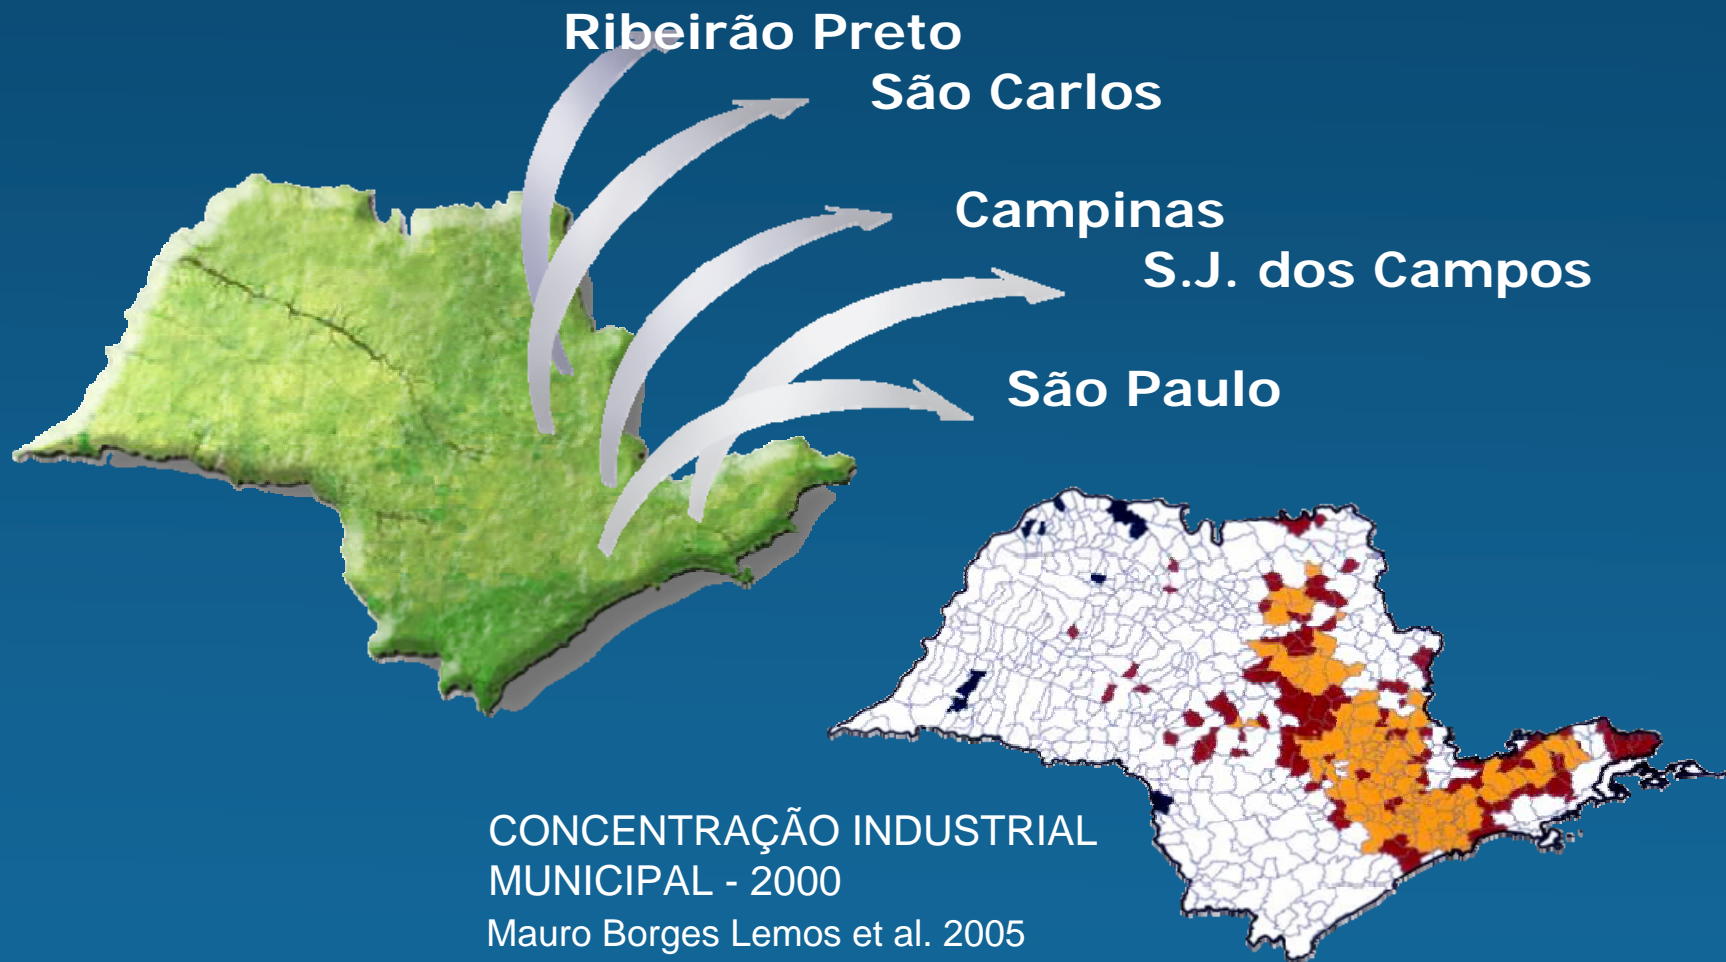 Ribeirão Preto
São Carlos
Campinas
S.J. dos Campos
São Paulo
CONCENTRAÇÃO INDUSTRIAL
MUNICIPAL - 2000
Mauro Borges Lemos et al. 2005